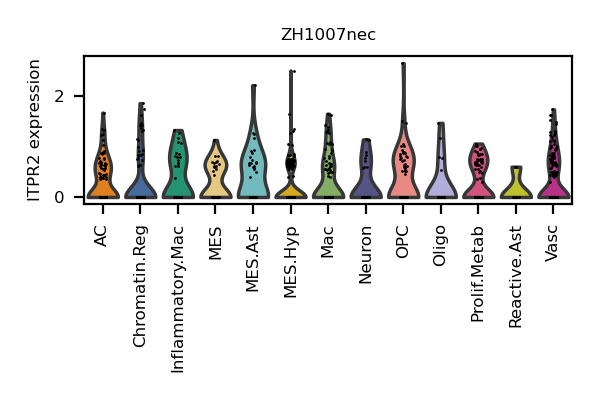 ZH1007nec
ITPR2 expression
2
0
AC
Chromatin.Reg
Inflammatory.Mac
MES
MES.Ast
MES.Hyp
Mac
Neuron
OPC
Oligo
Prolif.Metab
Reactive.Ast
Vasc